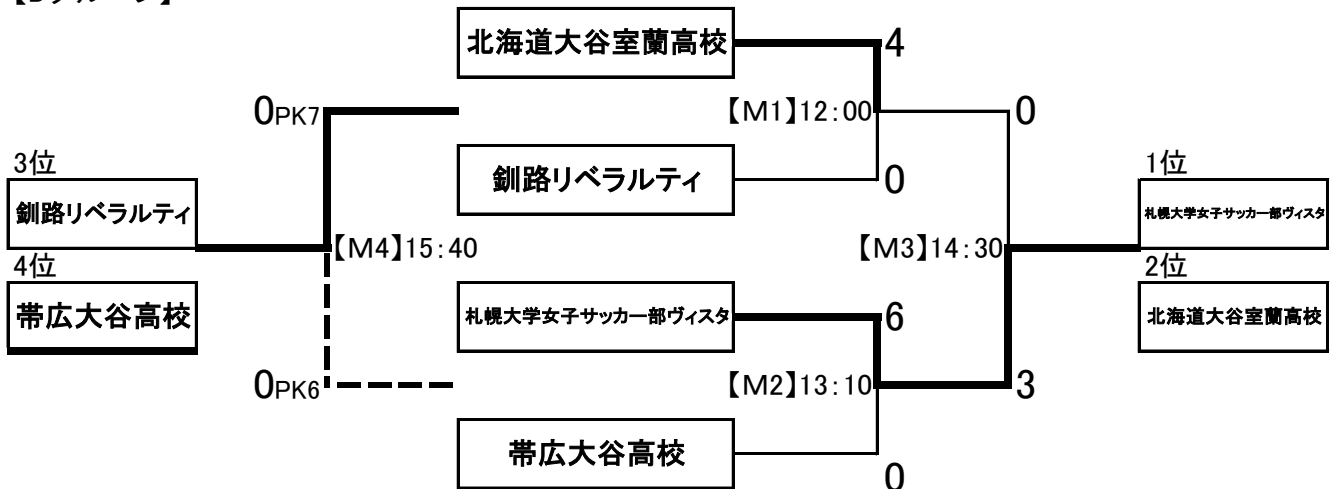 北海道大谷室蘭高校
4
0PK7
【M1】12:00
0
3位
釧路リベラルティ
0
1位
釧路リベラルティ
札幌大学女子サッカー部ヴィスタ
【M4】15:40
【M3】14:30
4位
2位
帯広大谷高校
札幌大学女子サッカー部ヴィスタ
6
北海道大谷室蘭高校
0PK6
【M2】13:10
3
帯広大谷高校
0